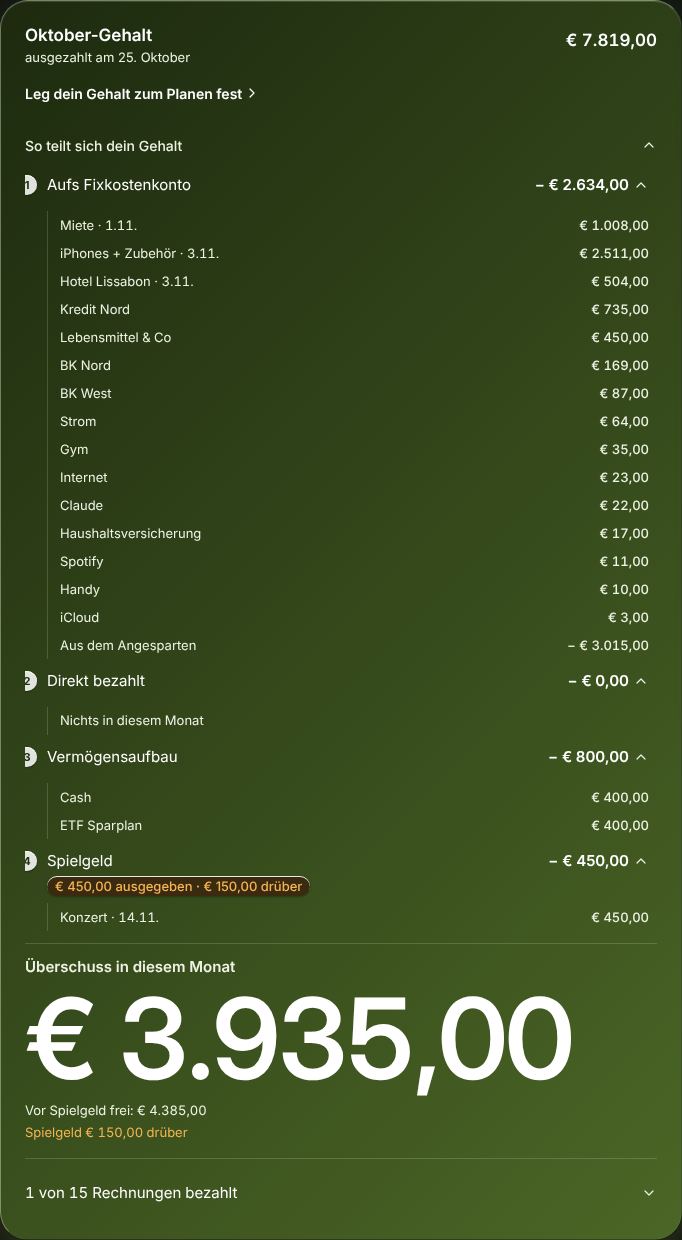 Oktober-Gehalt
€ 7.819,00
ausgezahlt am 25. Oktober
Leg dein Gehalt zum Planen fest
So teilt sich dein Gehalt
1 Aufs Fixkostenkonto – € 2.634,00
Miente · 1.11. € 1.008,00
iPhones + Zubehör · 3.11. € 2.511,00
Hotel Lissabon · 3.11. € 504,00
Kredit Nord € 735,00
Lebensmittel & Co € 450,00
BK Nord € 169,00
BK West € 87,00
Strom € 64,00
Gym € 35,00
Internet € 23,00
Claude € 22,00
Haushaltsversicherung € 17,00
Spotify € 11,00
Handy € 10,00
iCloud € 3,00
Aus dem Angesparten – € 3.015,00
2 Direkt bezahlt – € 0,00
Nichts in diesem Monat
3 Vermögensaufbau – € 800,00
Cash € 400,00
ETF Sparplan € 400,00
4 Spielgeld – € 450,00
€ 450,00 ausgegeben · € 150,00 drüber
Konzert · 14.11. € 450,00
Überschuss in diesem Monat
€ 3.935,00
Vor Spielgeld frei: € 4.385,00
Spielgeld € 150,00 drüber
1 von 15 Rechnungen bezahlt